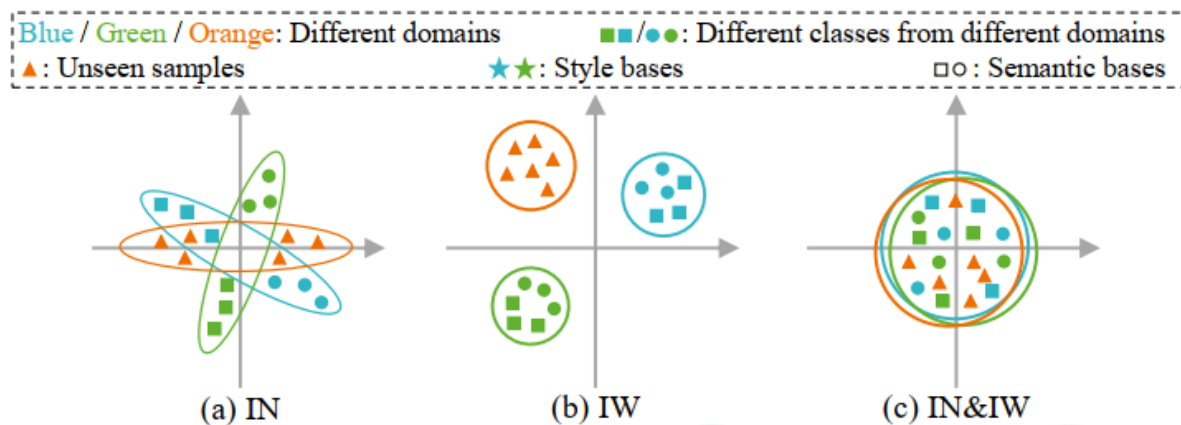 Blue / Green / Orange: Different domains
/ : Different classes from different domains
: Unseen samples
: Style bases
: Semantic bases
(a) IN
(b) IW
(c) IN&IW